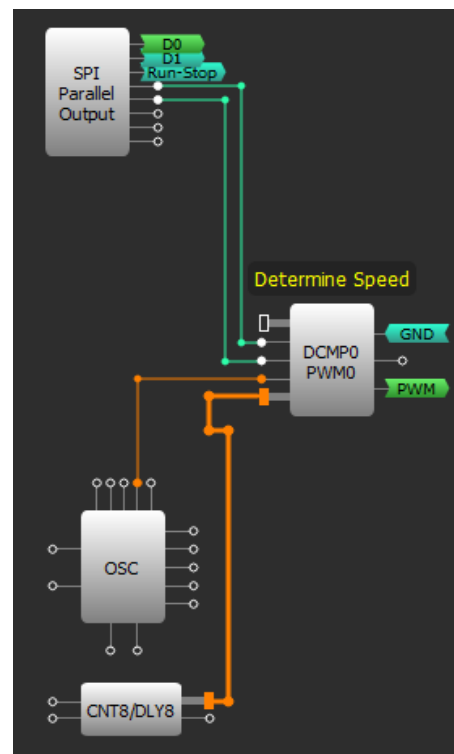 D0
D1
Run-Stop
SPI
Parallel
Output
Determine Speed
GND
DCMP0
PWM0
PWM
OSC
CNT8/DLY8